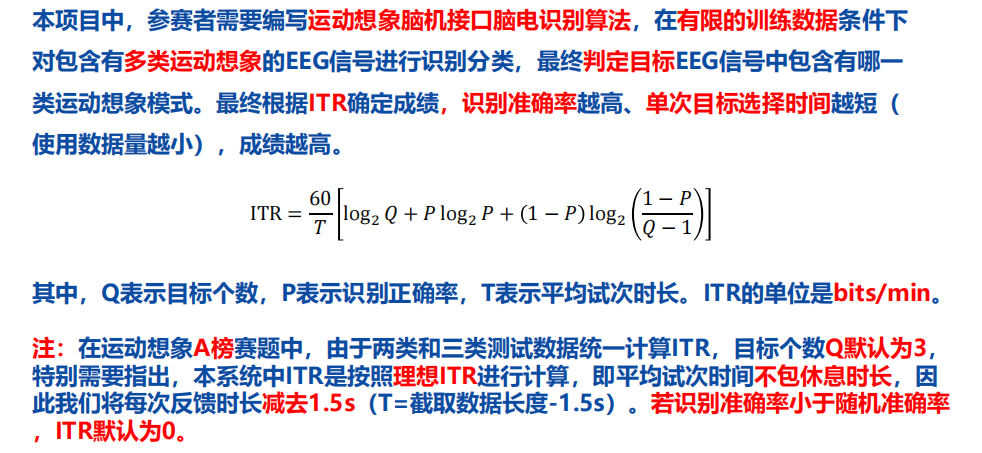 本项目中，参赛者需要编写运动想象脑机接口脑电识别算法，在有限的训练数据条件下
对包含有多类运动想象的EEG信号进行识别分类，最终判定目标EEG信号中包含有哪一
类运动想象模式。最终根据ITR确定成绩，识别准确率越高、单次目标选择时间越短（
使用数据量越小），成绩越高。
ITR = 60/T [log₂ Q + P log₂ P + (1 − P) log₂ ((1 − P)/(Q − 1))]
其中，Q表示目标个数，P表示识别正确率，T表示平均试次时长。ITR的单位是bits/min。
注：在运动想象A榜赛题中，由于两类和三类测试数据统一计算ITR，目标个数Q默认为3，
特别需要指出，本系统中ITR是按照理想ITR进行计算，即平均试次时间不包休息时长，因
此我们将每次反馈时长减去1.5s（T=截取数据长度-1.5s）。若识别准确率小于随机准确率
，ITR默认为0。